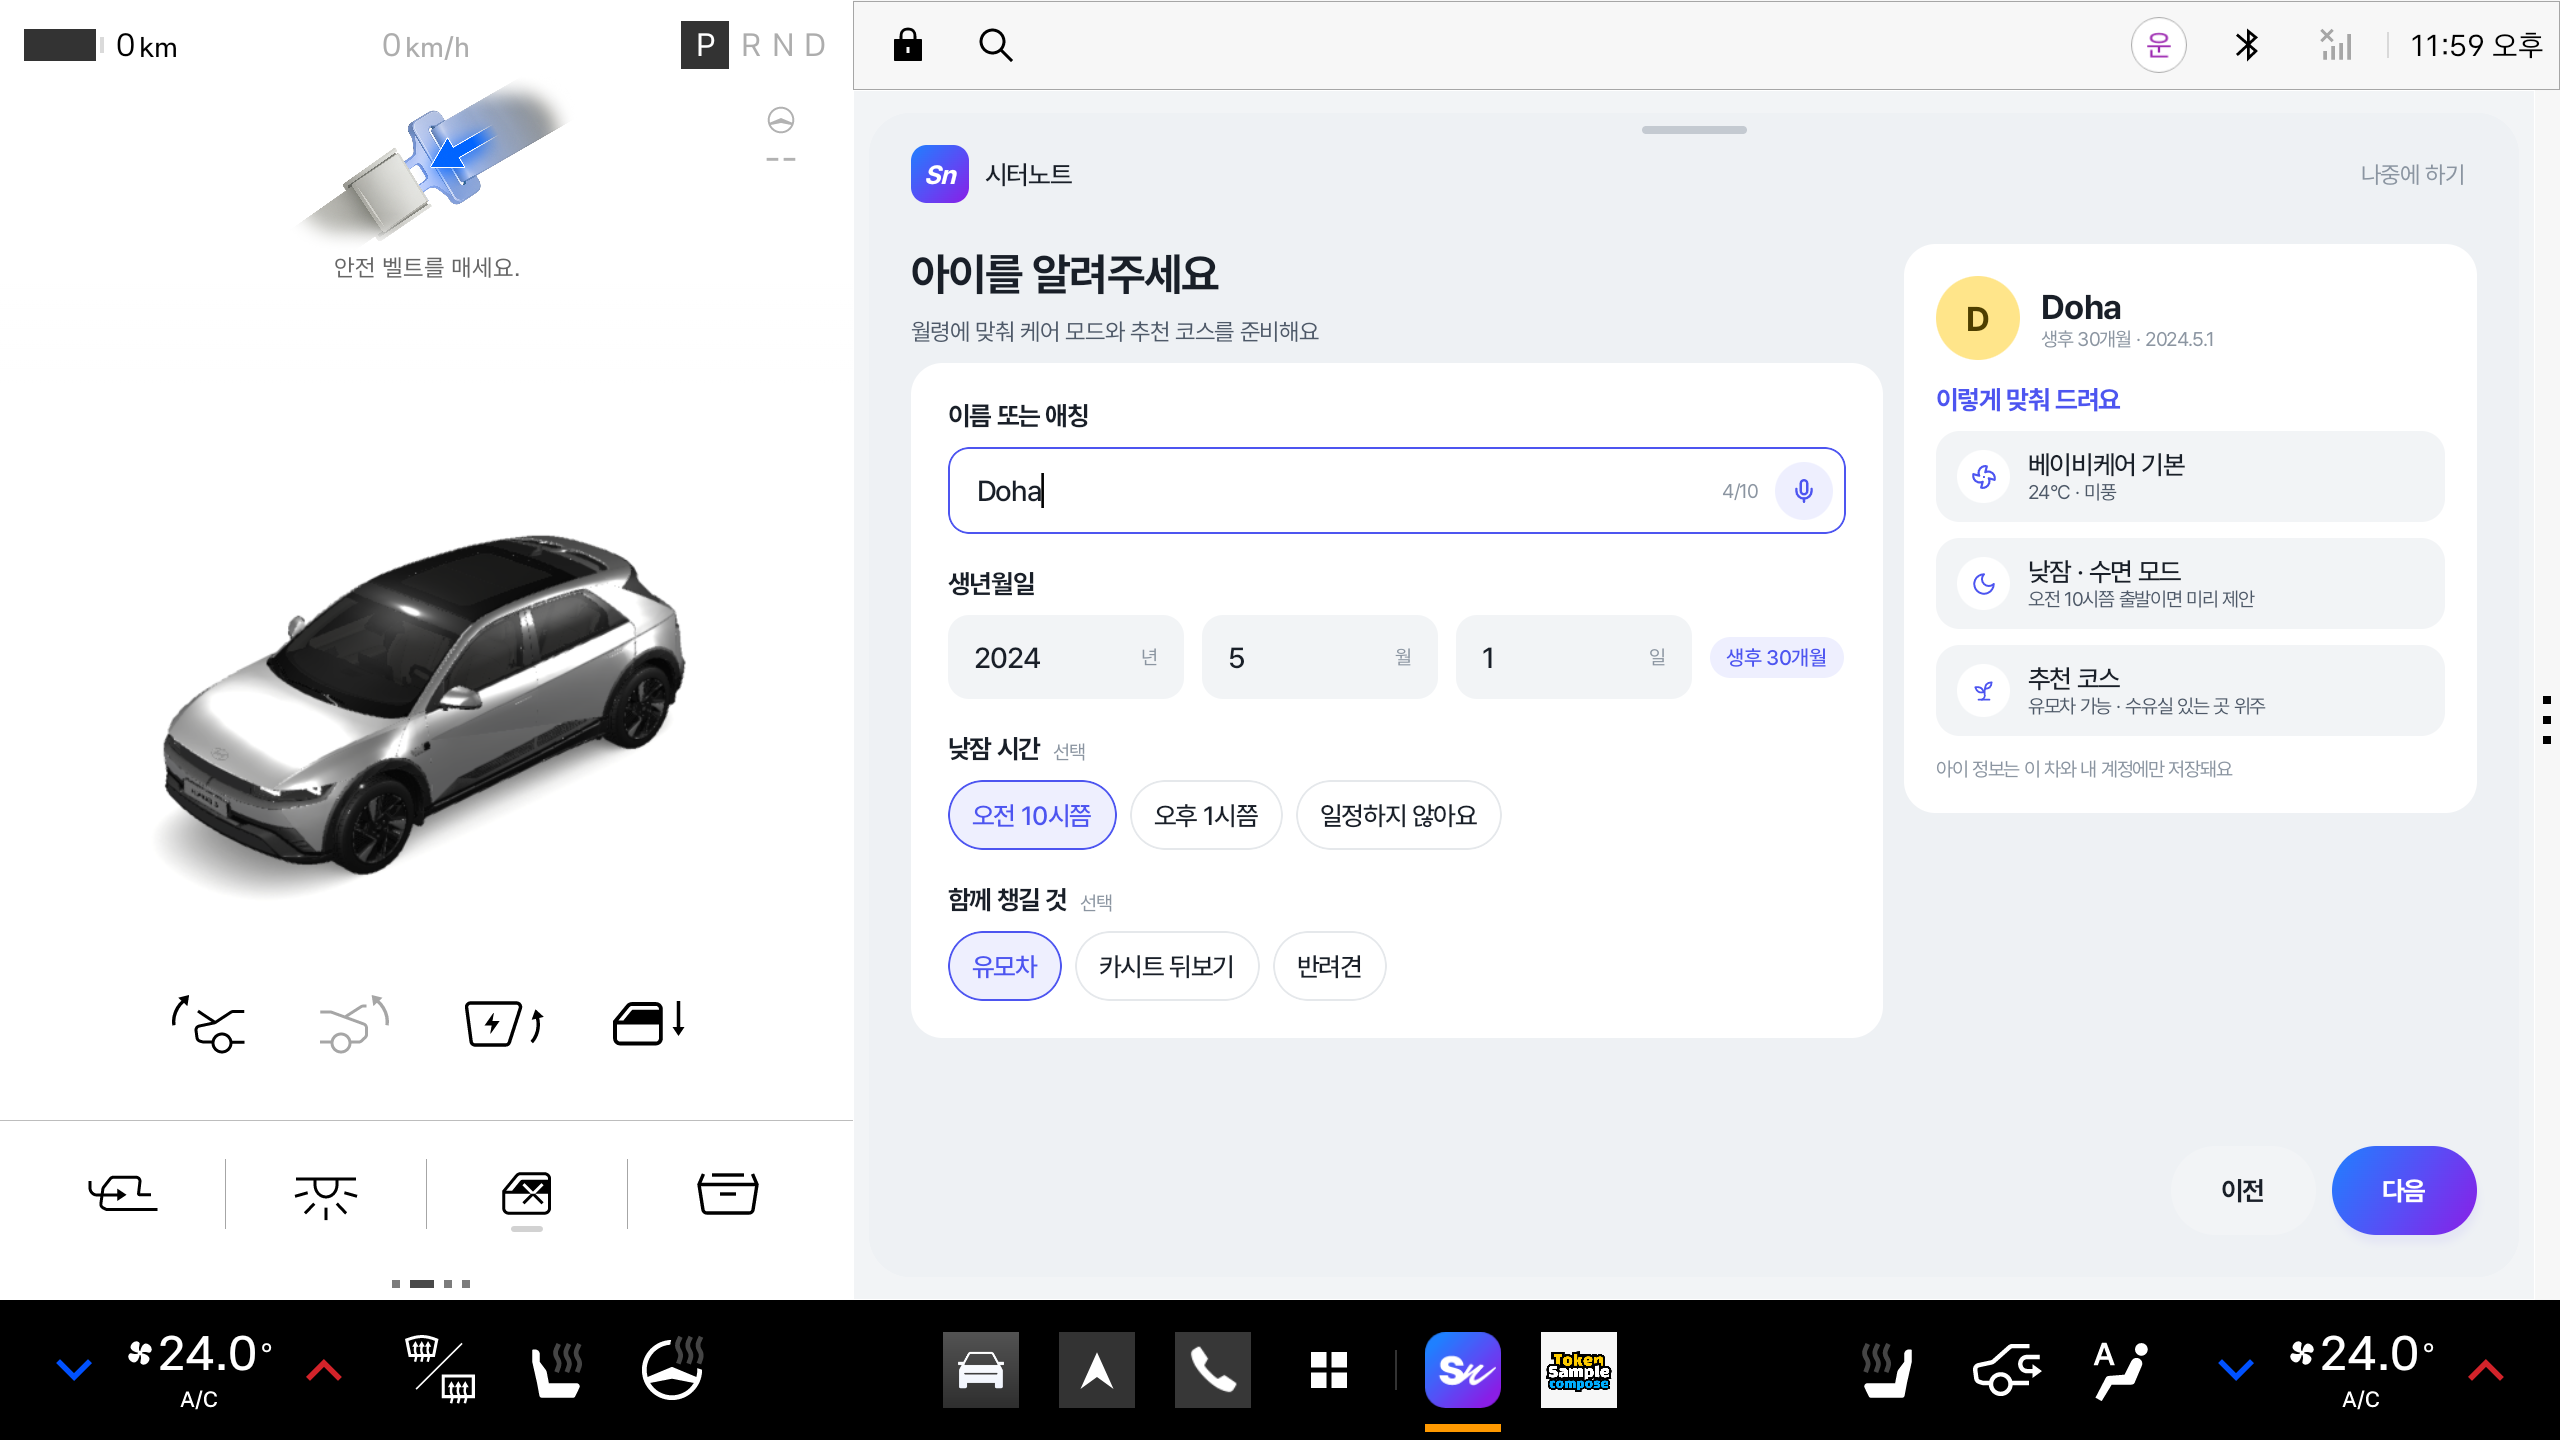 0 km
0 km/h
P R N D
안전 벨트를 매세요.
운
11:59 오후
Sn
시터노트
나중에 하기
아이를 알려주세요
월령에 맞춰 케어 모드와 추천 코스를 준비해요
이름 또는 애칭
Doha
4/10
생년월일
2024 년
5 월
1 일
생후 30개월
낮잠 시간 선택
오전 10시쯤
오후 1시쯤
일정하지 않아요
함께 챙길 것 선택
유모차
카시트 뒤보기
반려견
D
Doha
생후 30개월 · 2024.5.1
이렇게 맞춰 드려요
베이비케어 기본
24°C · 미풍
낮잠 · 수면 모드
오전 10시쯤 출발이면 미리 제안
추천 코스
유모차 가능 · 수유실 있는 곳 위주
아이 정보는 이 차와 내 계정에만 저장돼요
이전
다음
24.0°
A/C
Sn
Token
Sample
compose
A
24.0°
A/C